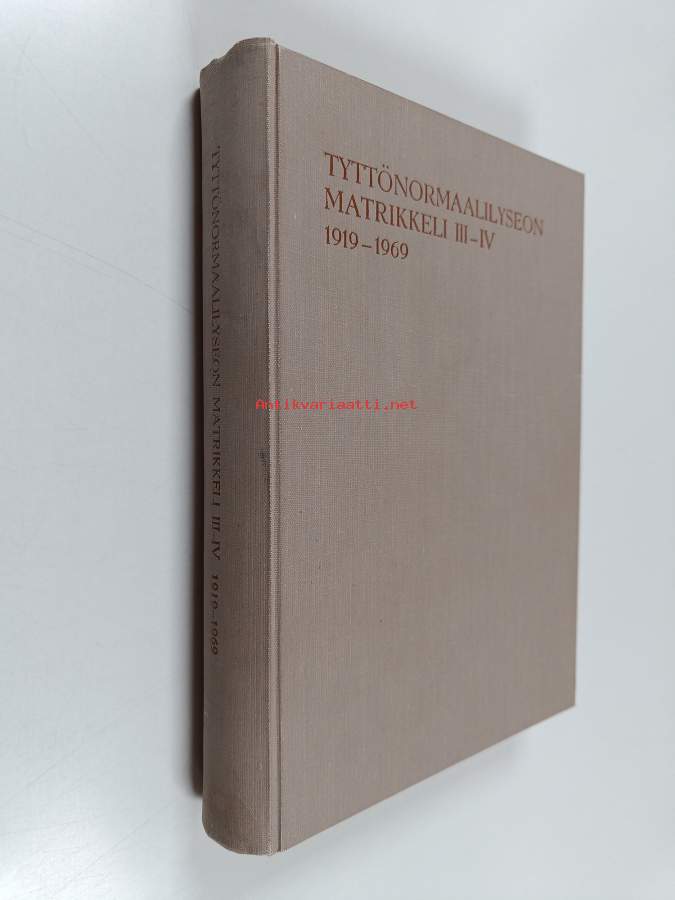 TYTTÖNORMAALILYSEON
MATRIKKELI III–IV
1919–1969
TYTTÖNORMAALILYSEON MATRIKKELI III–IV 1919–1969
Antikvariaatti.net